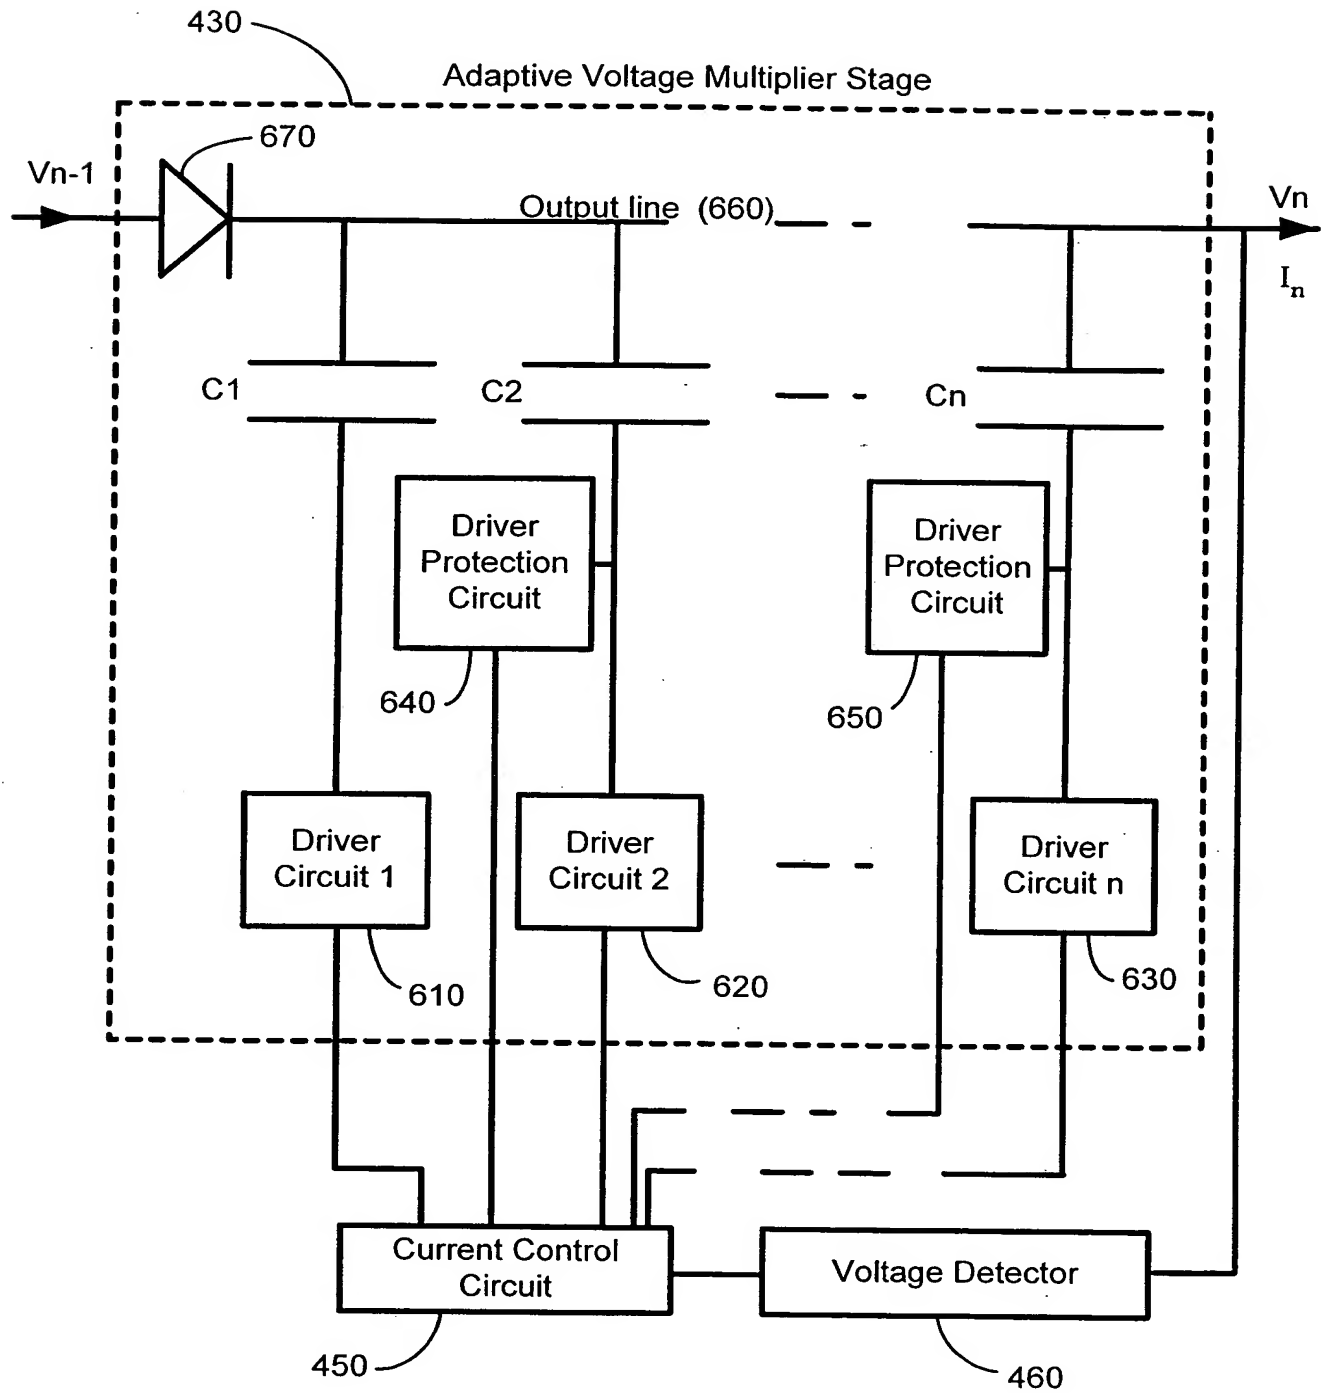 430
Adaptive Voltage Multiplier Stage
670
Vn-1
Output line (660)
Vn
In
C1
C2
Cn
Driver
Protection
Circuit
Driver
Protection
Circuit
640
650
Driver
Circuit 1
Driver
Circuit 2
Driver
Circuit n
610
620
630
Current Control
Circuit
Voltage Detector
450
460